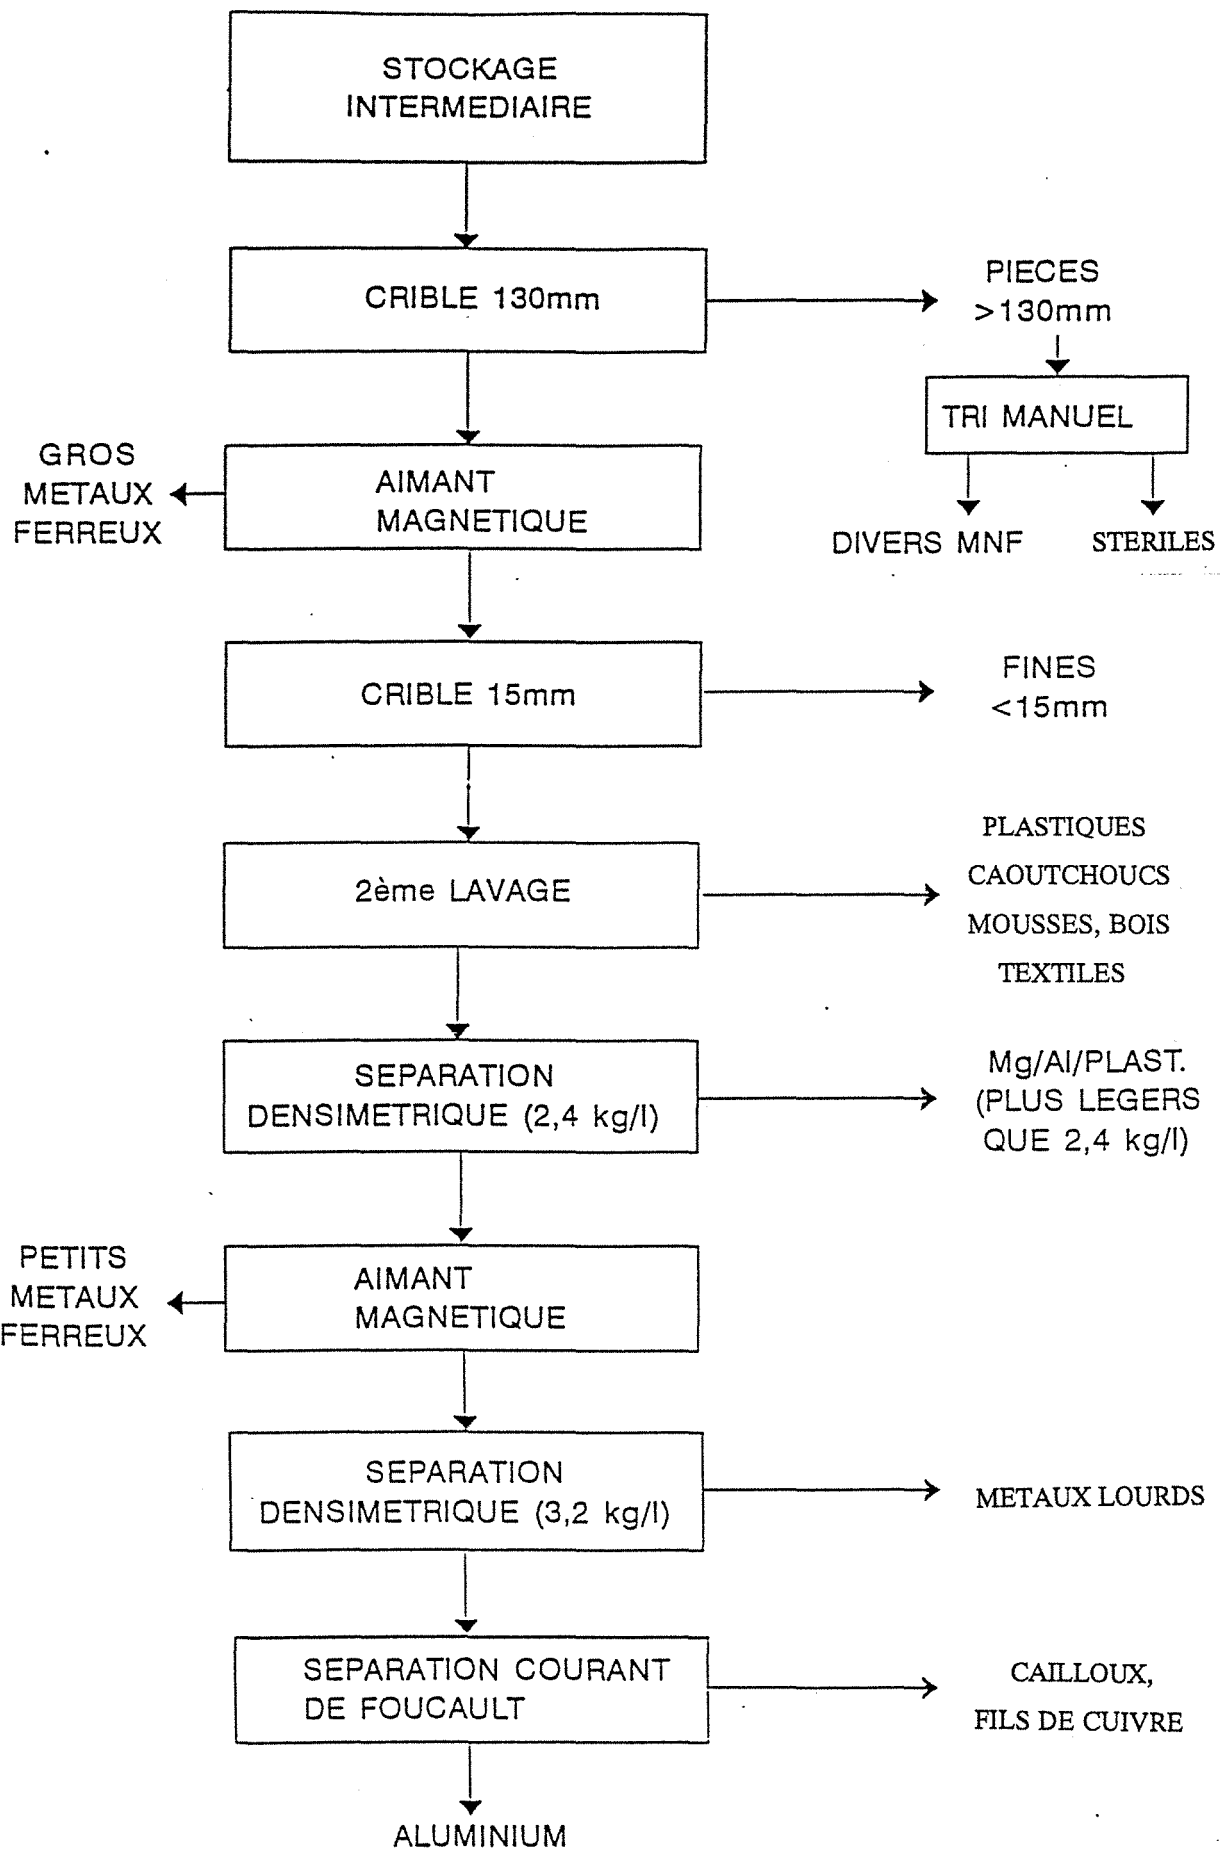 STOCKAGE
INTERMEDIAIRE
CRIBLE 130mm
PIECES
>130mm
TRI MANUEL
DIVERS MNF
STERILES
GROS
METAUX
FERREUX
AIMANT
MAGNETIQUE
CRIBLE 15mm
FINES
<15mm
2ème LAVAGE
PLASTIQUES
CAOUTCHOUCS
MOUSSES, BOIS
TEXTILES
SEPARATION
DENSIMETRIQUE (2,4 kg/l)
Mg/Al/PLAST.
(PLUS LEGERS
QUE 2,4 kg/l)
PETITS
METAUX
FERREUX
AIMANT
MAGNETIQUE
SEPARATION
DENSIMETRIQUE (3,2 kg/l)
METAUX LOURDS
SEPARATION COURANT
DE FOUCAULT
CAILLOUX,
FILS DE CUIVRE
ALUMINIUM